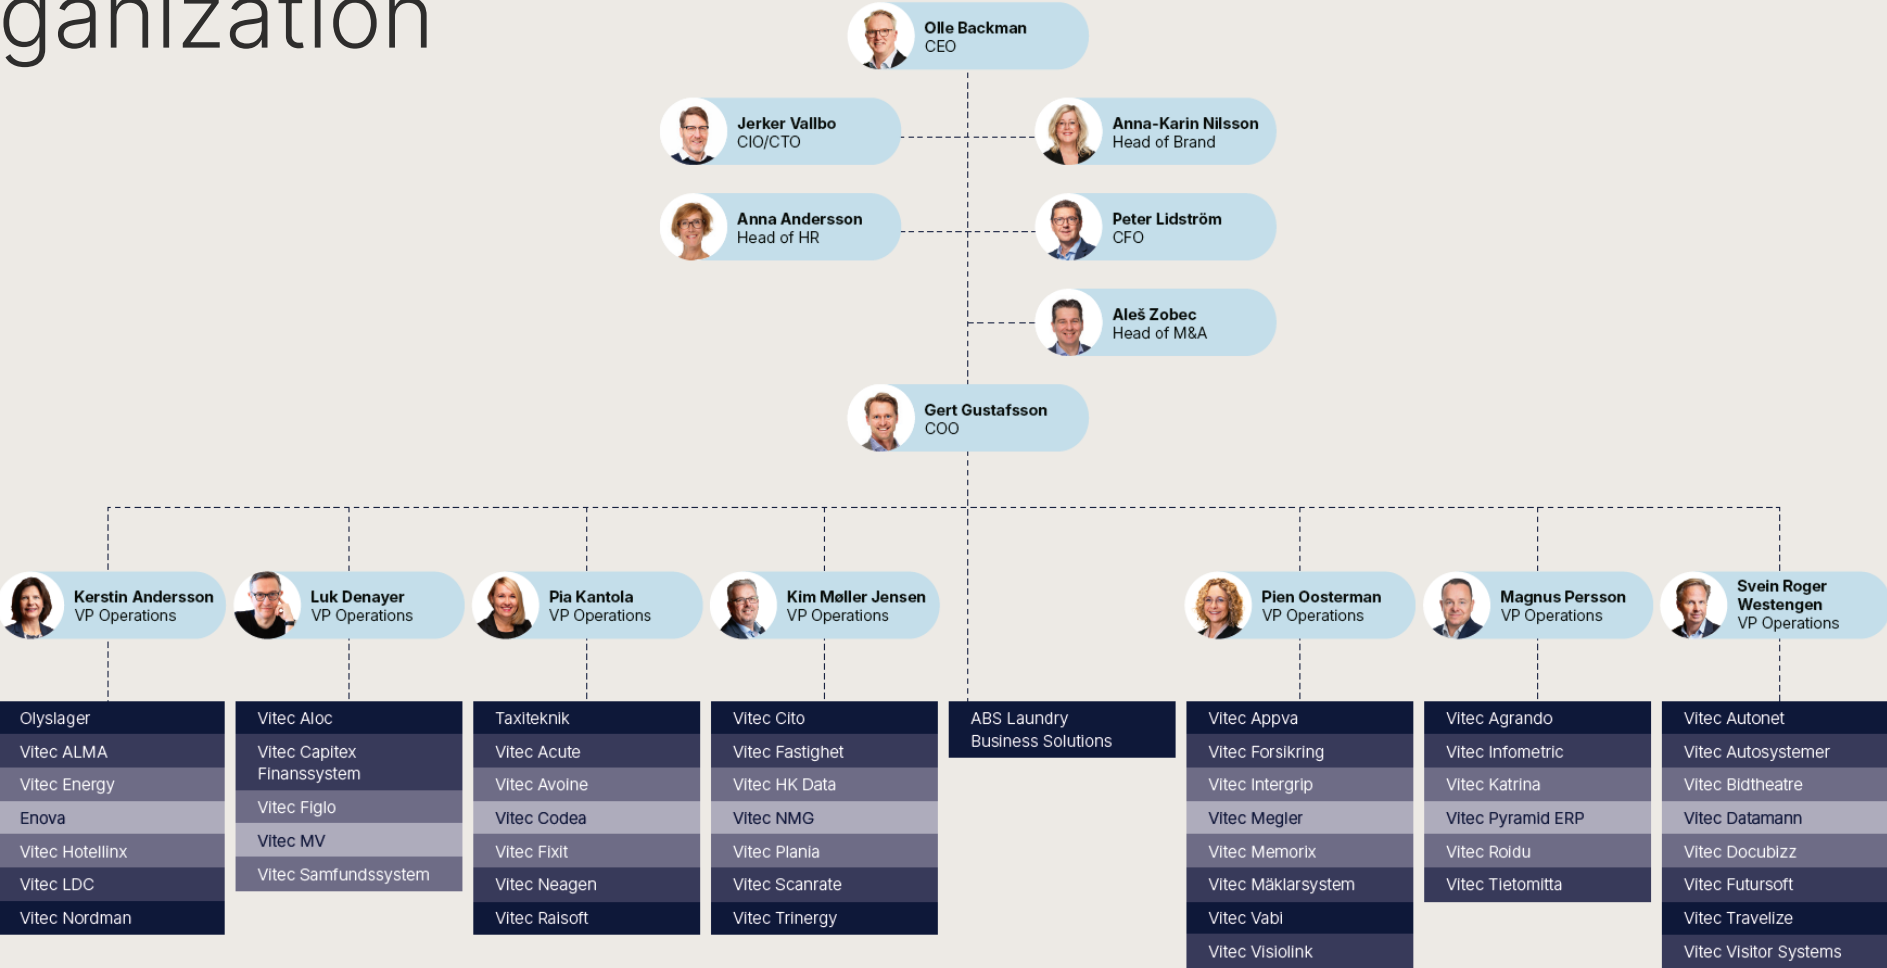 ganization
Olle Backman
CEO
Jerker Vallbo
CIO/CTO
Anna-Karin Nilsson
Head of Brand
Anna Andersson
Head of HR
Peter Lidström
CFO
Aleš Zobec
Head of M&A
Gert Gustafsson
COO
Kerstin Andersson
VP Operations
Luk Denayer
VP Operations
Pia Kantola
VP Operations
Kim Møller Jensen
VP Operations
Pien Oosterman
VP Operations
Magnus Persson
VP Operations
Svein Roger
Westengen
VP Operations
Olyslager
Vitec ALMA
Vitec Energy
Enova
Vitec Hotellinx
Vitec LDC
Vitec Nordman
Vitec Aloc
Vitec Capitex
Finanssystem
Vitec Figlo
Vitec MV
Vitec Samfundssystem
Taxiteknik
Vitec Acute
Vitec Avoine
Vitec Codea
Vitec Fixit
Vitec Neagen
Vitec Raisoft
Vitec Cito
Vitec Fastighet
Vitec HK Data
Vitec NMG
Vitec Plania
Vitec Scanrate
Vitec Trinergy
ABS Laundry
Business Solutions
Vitec Appva
Vitec Forsikring
Vitec Intergrip
Vitec Megler
Vitec Memorix
Vitec Mäklarsystem
Vitec Vabi
Vitec Visiolink
Vitec Agrando
Vitec Infometric
Vitec Katrina
Vitec Pyramid ERP
Vitec Roidu
Vitec Tietomitta
Vitec Autonet
Vitec Autosystemer
Vitec Bidtheatre
Vitec Datamann
Vitec Docubizz
Vitec Futursoft
Vitec Travelize
Vitec Visitor Systems